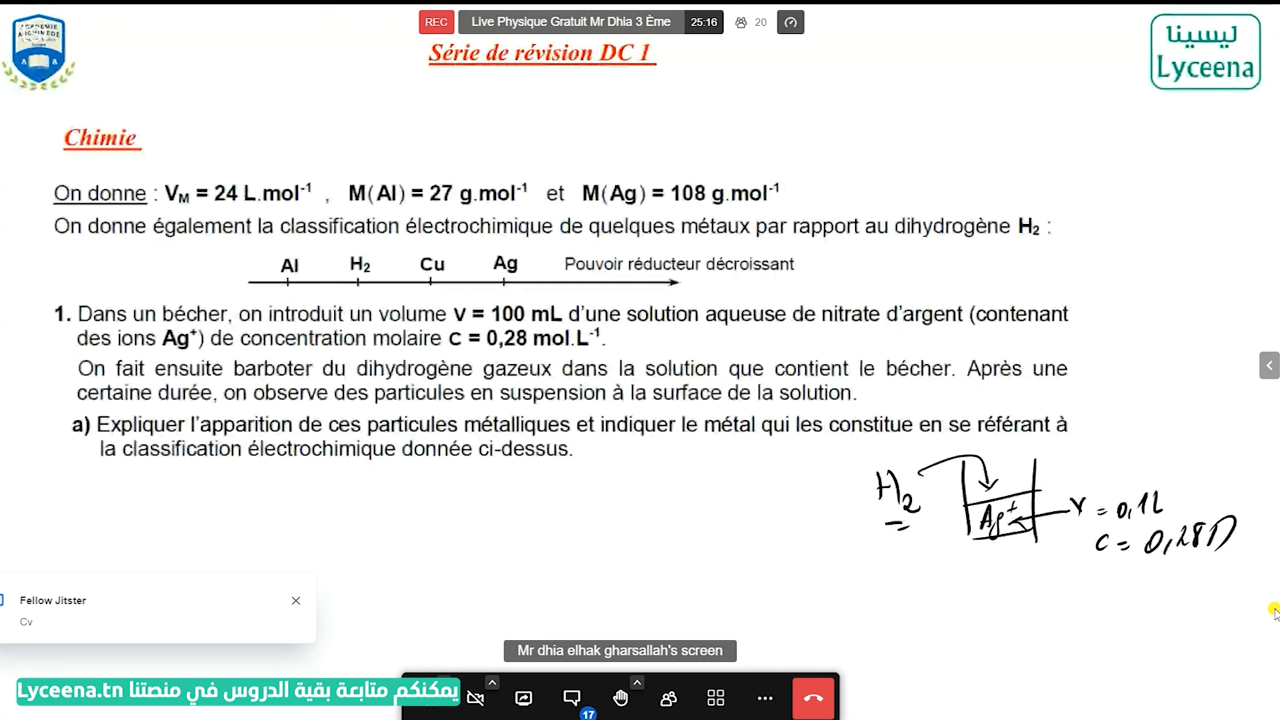 REC Live Physique Gratuit Mr Dhia 3 Ème 25:16 20
Série de révision DC 1
ليسينا
Lyceena
Chimie
On donne : VM = 24 L.mol-1 , M(Al) = 27 g.mol-1 et M(Ag) = 108 g.mol-1
On donne également la classification électrochimique de quelques métaux par rapport au dihydrogène H2 :
Al H2 Cu Ag Pouvoir réducteur décroissant
1. Dans un bécher, on introduit un volume V = 100 mL d'une solution aqueuse de nitrate d'argent (contenant
des ions Ag+) de concentration molaire C = 0,28 mol.L-1.
On fait ensuite barboter du dihydrogène gazeux dans la solution que contient le bécher. Après une
certaine durée, on observe des particules en suspension à la surface de la solution.
a) Expliquer l'apparition de ces particules métalliques et indiquer le métal qui les constitue en se référant à
la classification électrochimique donnée ci-dessus.
H2 Ag+ V = 0,1L
C = 0,28
Fellow Jitster
Cv
Mr dhia elhak gharsallah's screen
17
يمكنكم متابعة بقية الدروس في منصتنا Lyceena.tn